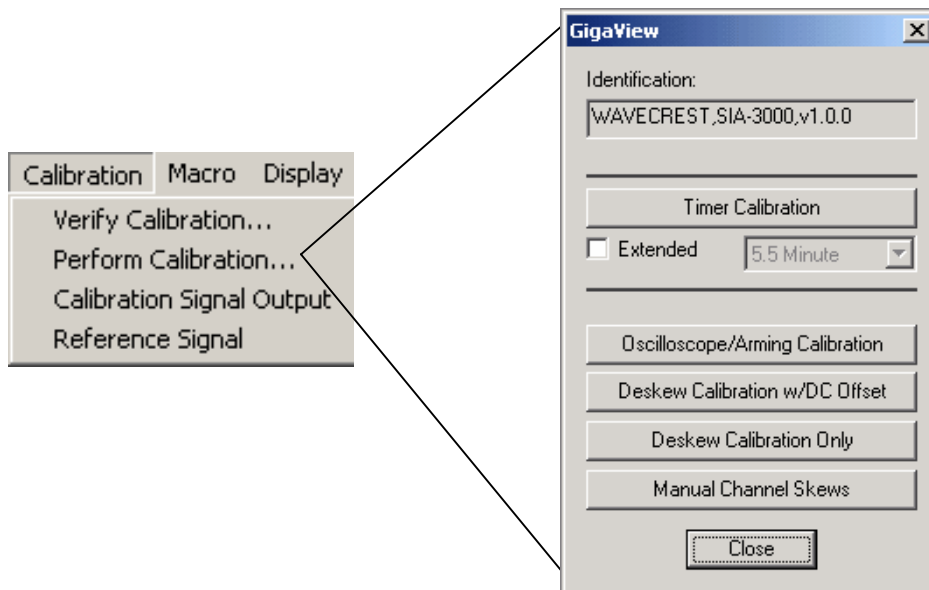 Calibration Macro Display
Verify Calibration...
Perform Calibration...
Calibration Signal Output
Reference Signal
GigaView
Identification:
WAVECREST,SIA-3000,v1.0.0
Timer Calibration
Extended 5.5 Minute
Oscilloscope/Arming Calibration
Deskew Calibration w/DC Offset
Deskew Calibration Only
Manual Channel Skews
Close